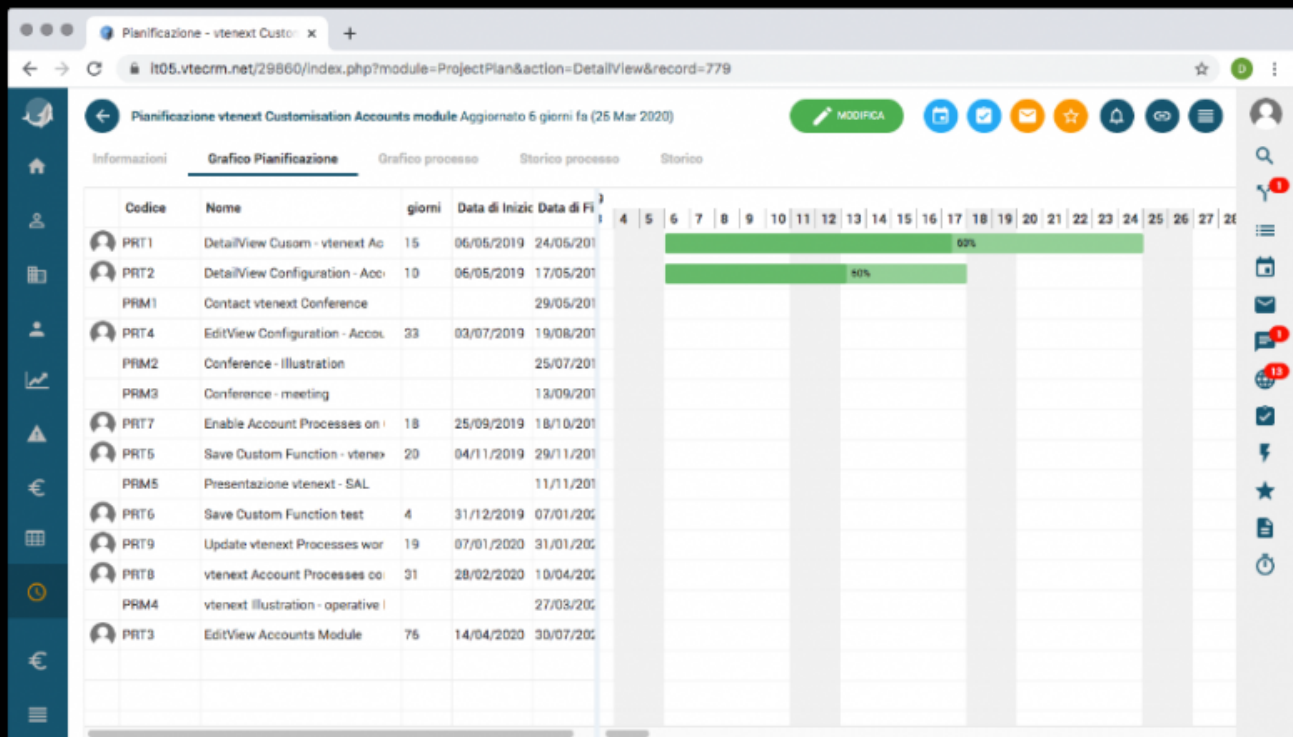 Pianificazione - vtenext Custo
it05.vtecrm.net/29860/index.php?module=ProjectPlan&action=DetailView&record=779
D
Pianificazione vtenext Customisation Accounts module Aggiornato 6 giorni fa (26 Mar 2020)
MODIFICA
Informazioni Grafico Pianificazione Grafico processo Storico processo Storico
Codice Nome giorni Data di Inizio Data di Fi
4 5 6 7 8 9 10 11 12 13 14 15 16 17 18 19 20 21 22 23 24 25 26 27 28
PRT1 DetailView Cusom - vtenext Ac 15 06/05/2019 24/05/201 60%
PRT2 DetailView Configuration - Acc 10 06/05/2019 17/05/201 60%
PRM1 Contact vtenext Conference 29/05/201
PRT4 EditView Configuration - Accou 33 03/07/2019 19/08/201
PRM2 Conference - Illustration 25/07/201
PRM3 Conference - meeting 13/09/201
PRT7 Enable Account Processes on 18 25/09/2019 18/10/201
PRT5 Save Custom Function - vtenex 20 04/11/2019 29/11/201
PRM5 Presentazione vtenext - SAL 11/11/201
PRT6 Save Custom Function test 4 31/12/2019 07/01/202
PRT9 Update vtenext Processes wor 19 07/01/2020 31/01/202
PRT8 vtenext Account Processes co 31 28/02/2020 10/04/202
PRM4 vtenext Illustration - operative 27/03/202
PRT3 EditView Accounts Module 76 14/04/2020 30/07/202
1
1
13